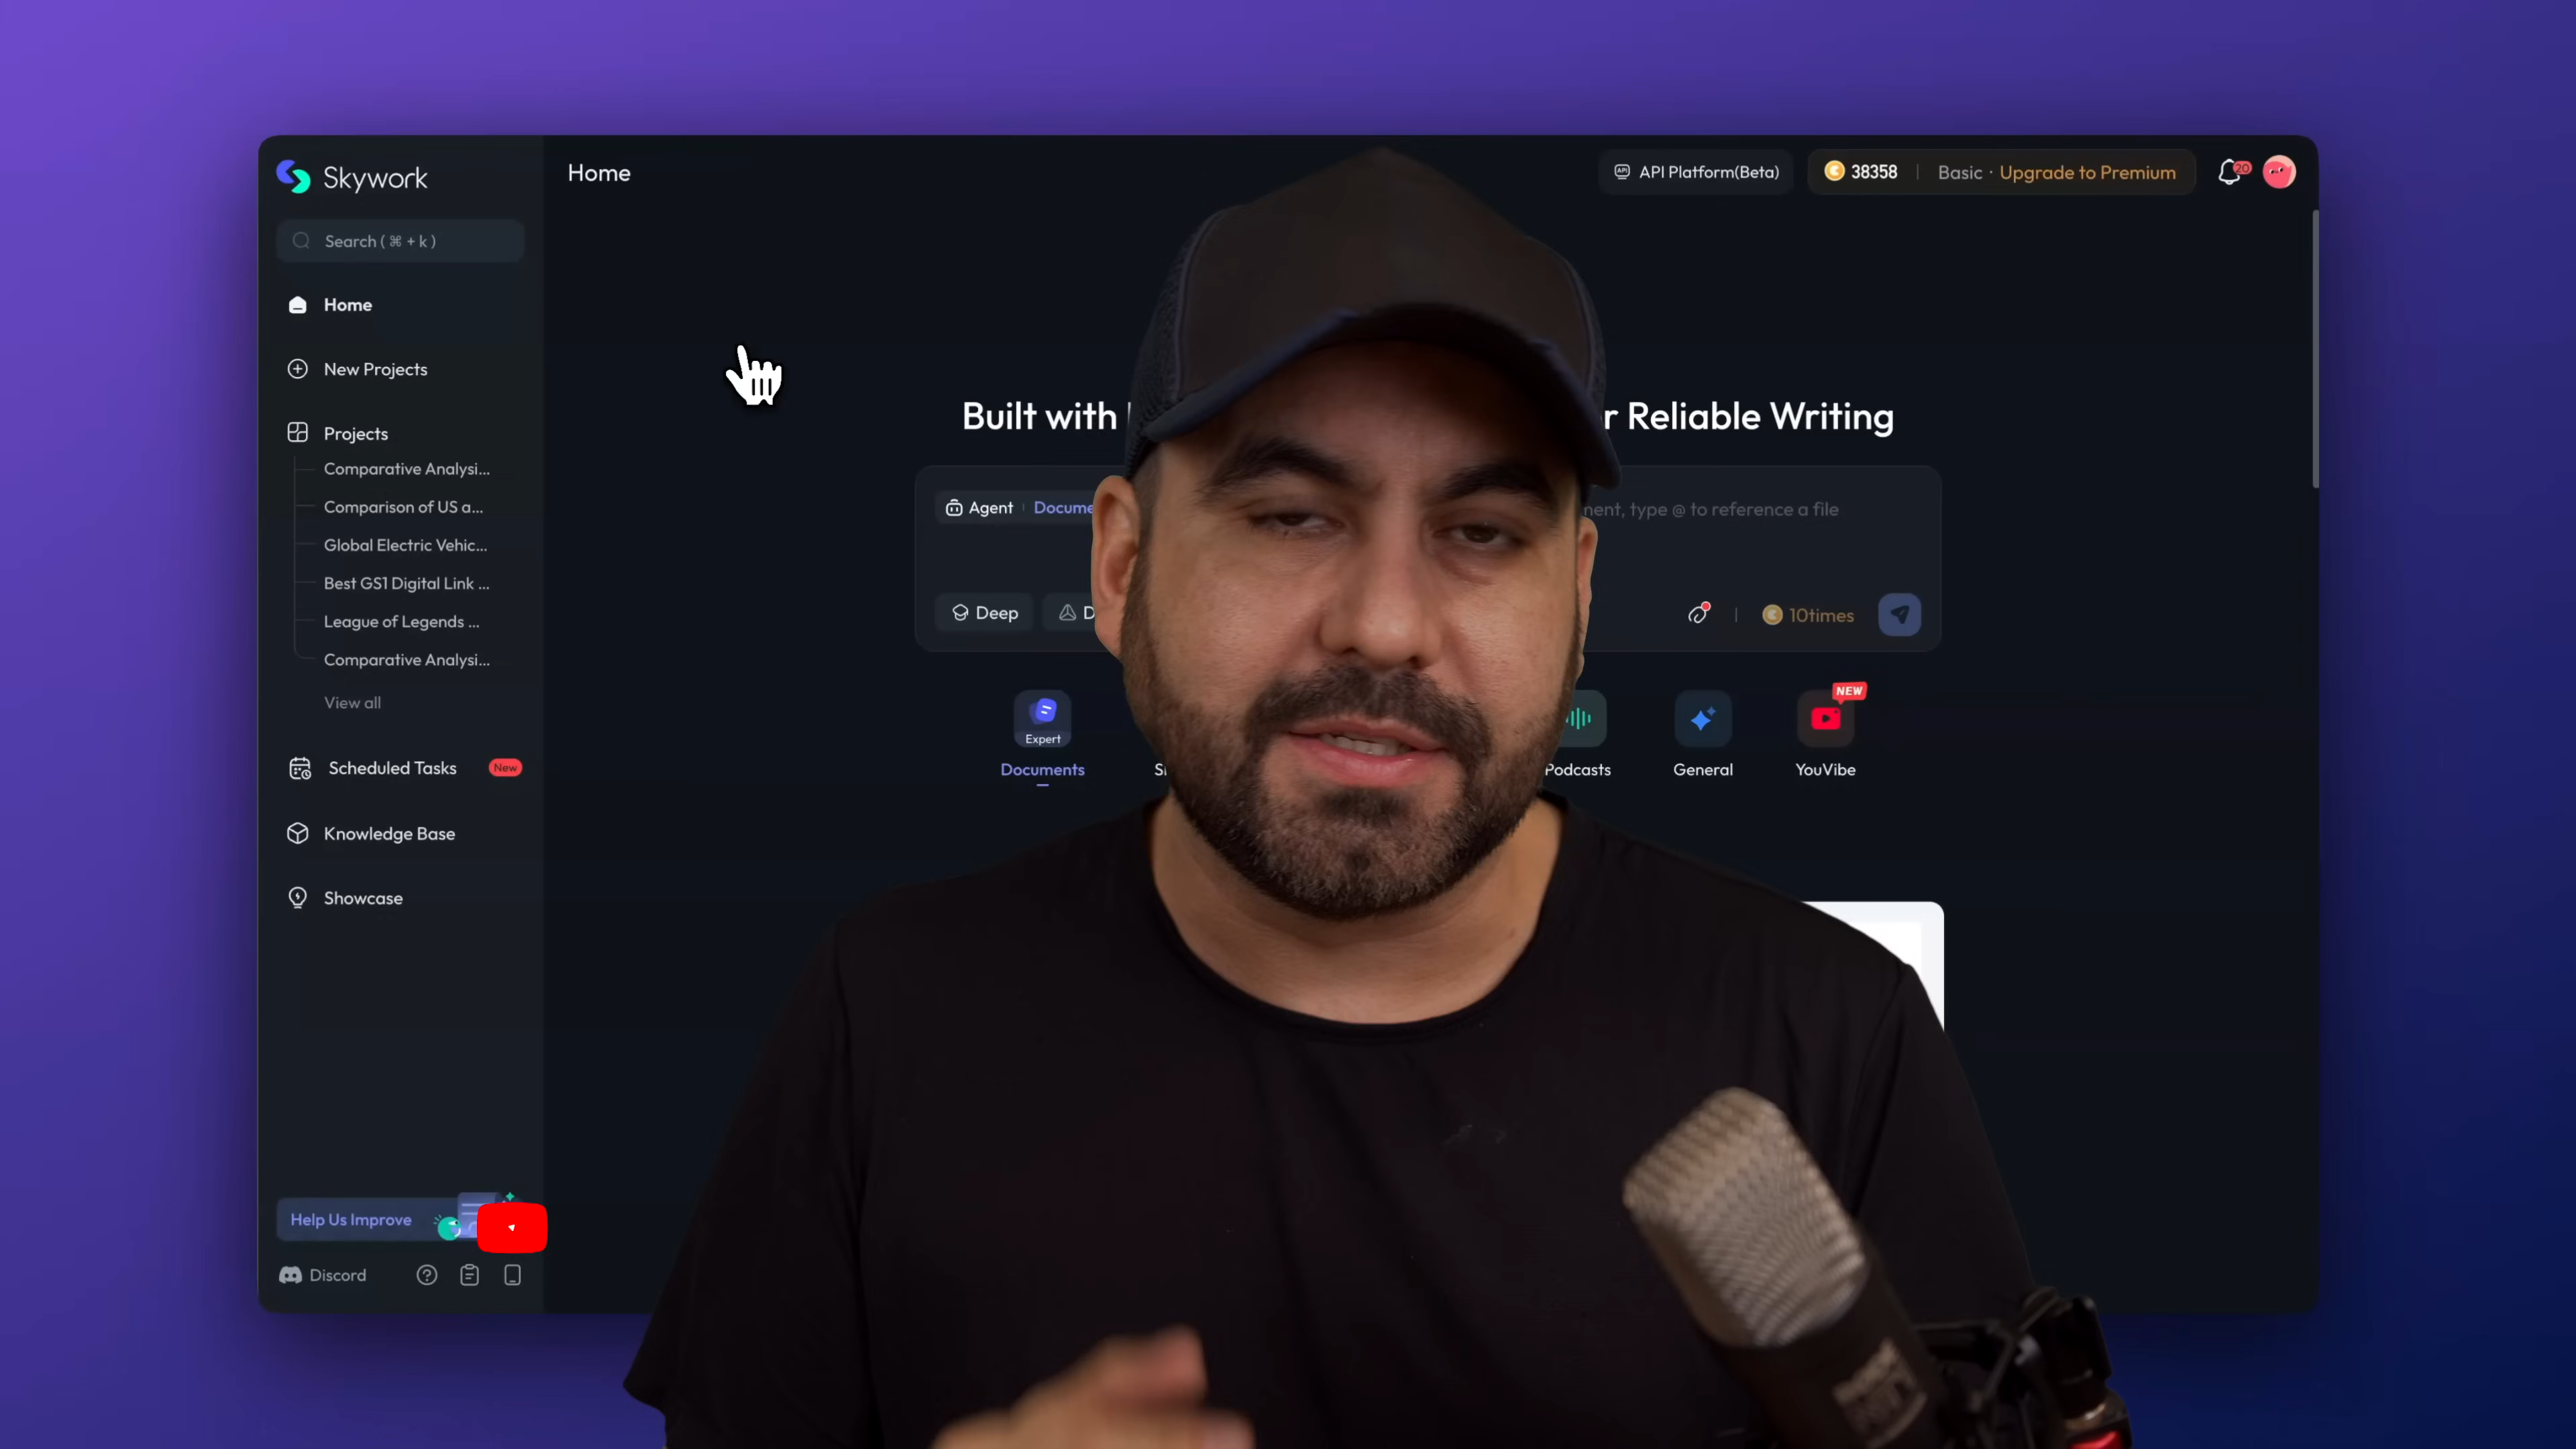 Skywork
Home
API Platform(Beta)
38358
Basic · Upgrade to Premium
20
Search ( ⌘ + k )
Home
New Projects
Projects
Comparative Analysi...
Comparison of US a...
Global Electric Vehic...
Best GS1 Digital Link ...
League of Legends ...
Comparative Analysi...
View all
Scheduled Tasks New
Knowledge Base
Showcase
Help Us Improve
Discord
Built with r Reliable Writing
Agent Docume nent, type @ to reference a file
Deep D 10times
NEW
Expert
Documents Podcasts General YouVibe